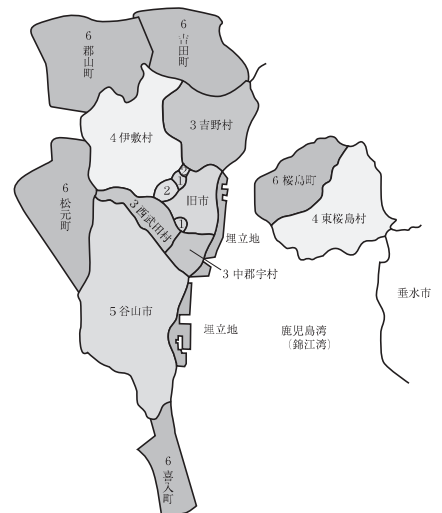 6 郡山町
6 吉田町
4 伊敷村
3 吉野村
2
1
2
旧市
1
3 西武田村
6 松元町
埋立地
3 中郡宇村
5 谷山市
埋立地
6 桜島町
4 東桜島村
垂水市
鹿児島湾
〔錦江湾〕
6 喜入町